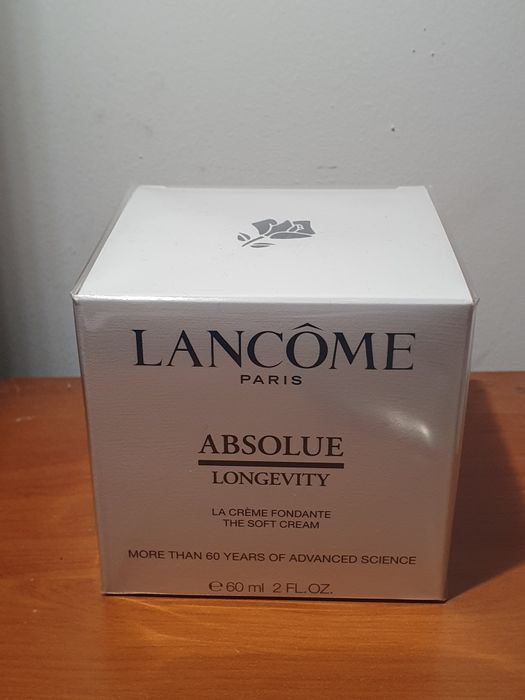 LANCÔME
PARIS
ABSOLUE
LONGEVITY
LA CRÈME FONDANTE
THE SOFT CREAM
MORE THAN 60 YEARS OF ADVANCED SCIENCE
℮ 60 ml 2 FL.OZ.